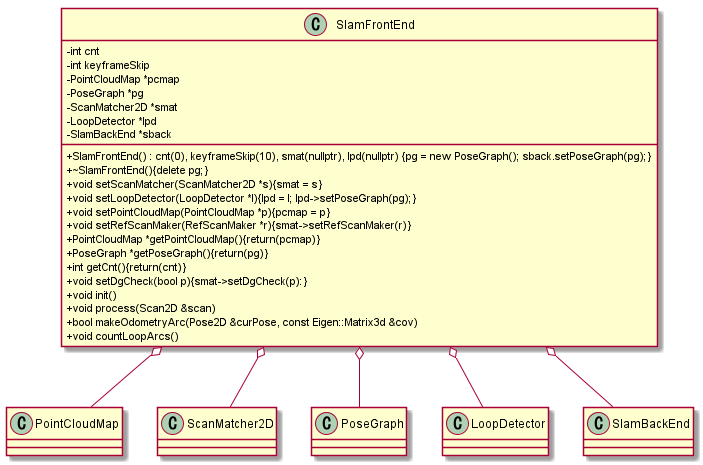 C SlamFrontEnd
-int cnt
-int keyframeSkip
-PointCloudMap *pcmap
-PoseGraph *pg
-ScanMatcher2D *smat
-LoopDetector *lpd
-SlamBackEnd *sback
+SlamFrontEnd() : cnt(0), keyframeSkip(10), smat(nullptr), lpd(nullptr) {pg = new PoseGraph(); sback.setPoseGraph(pg);}
+~SlamFrontEnd(){delete pg;}
+void setScanMatcher(ScanMatcher2D *s){smat = s}
+void setLoopDetector(LoopDetector *l){lpd = l; lpd->setPoseGraph(pg);}
+void setPointCloudMap(PointCloudMap *p){pcmap = p}
+void setRefScanMaker(RefScanMaker *r){smat->setRefScanMaker(r)}
+PointCloudMap *getPointCloudMap(){return(pcmap)}
+PoseGraph *getPoseGraph(){return(pg)}
+int getCnt(){return(cnt)}
+void setDgCheck(bool p){smat->setDgCheck(p):}
+void init()
+void process(Scan2D &scan)
+bool makeOdometryArc(Pose2D &curPose, const Eigen::Matrix3d &cov)
+void countLoopArcs()
C PointCloudMap
C ScanMatcher2D
C PoseGraph
C LoopDetector
C SlamBackEnd